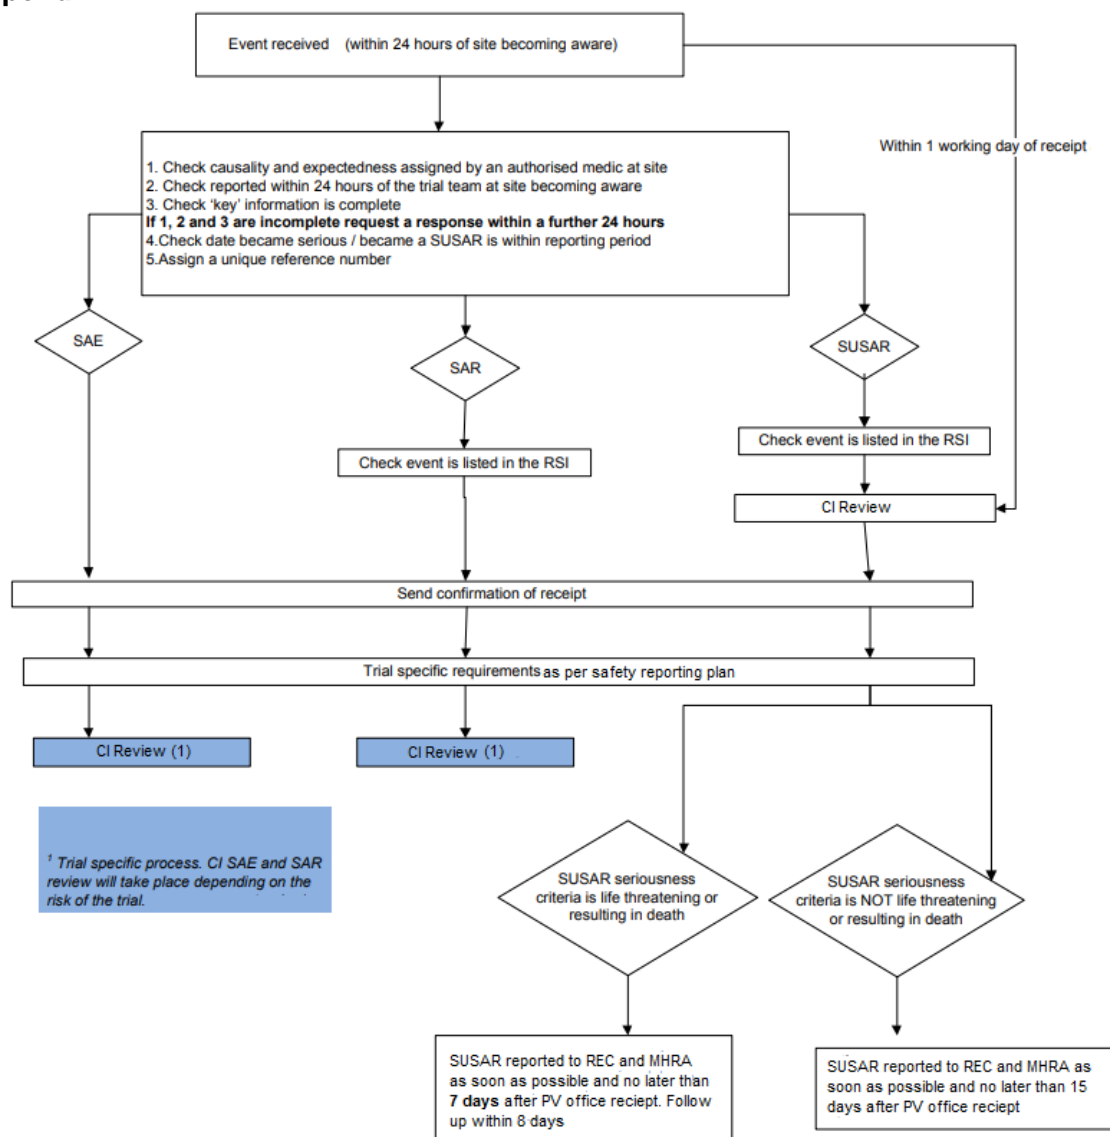 Event received (within 24 hours of site becoming aware)
Within 1 working day of receipt
1. Check causality and expectedness assigned by an authorised medic at site
2. Check reported within 24 hours of the trial team at site becoming aware
3. Check ‘key’ information is complete
If 1, 2 and 3 are incomplete request a response within a further 24 hours
4.Check date became serious / became a SUSAR is within reporting period
5.Assign a unique reference number
SAE
SAR
SUSAR
Check event is listed in the RSI
Check event is listed in the RSI
CI Review
Send confirmation of receipt
Trial specific requirements as per safety reporting plan
CI Review (1)
CI Review (1)
1 Trial specific process. CI SAE and SAR
review will take place depending on the
risk of the trial.
SUSAR seriousness
criteria is life threatening or
resulting in death
SUSAR seriousness
criteria is NOT life threatening
or resulting in death
SUSAR reported to REC and MHRA
as soon as possible and no later than
7 days after PV office reciept. Follow
up within 8 days
SUSAR reported to REC and MHRA as
soon as possible and no later than 15
days after PV office reciept